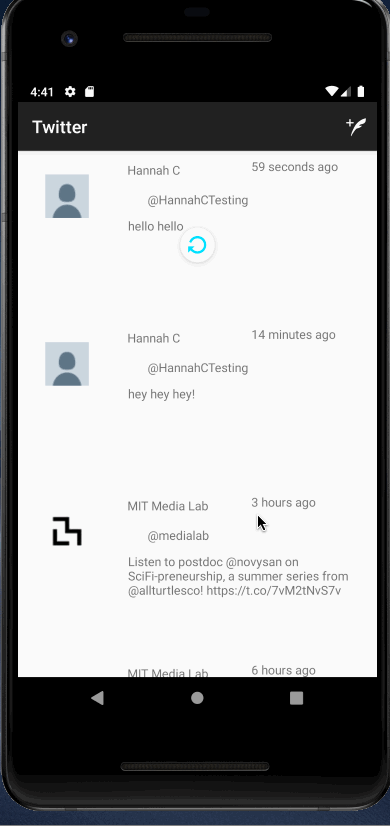 4:41
Twitter
Hannah C 59 seconds ago
@HannahCTesting
hello hello
Hannah C 14 minutes ago
@HannahCTesting
hey hey hey!
MIT Media Lab 3 hours ago
@medialab
Listen to postdoc @novysan on
SciFi-preneurship, a summer series from
@allturtlesco! https://t.co/7vM2tNvS7v
MIT Media Lab 6 hours ago